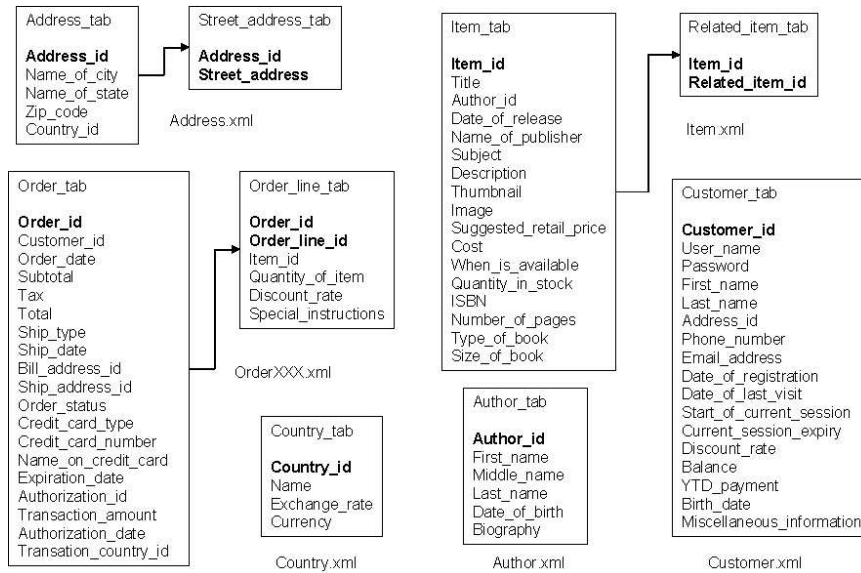 Address_tab
Address_id
Name_of_city
Name_of_state
Zip_code
Country_id
Street_address_tab
Address_id
Street_address
Address.xml
Item_tab
Item_id
Title
Author_id
Date_of_release
Name_of_publisher
Subject
Description
Thumbnail
Image
Suggested_retail_price
Cost
When_is_available
Quantity_in_stock
ISBN
Number_of_pages
Type_of_book
Size_of_book
Related_item_tab
Item_id
Related_item_id
Item.xml
Order_tab
Order_id
Customer_id
Order_date
Subtotal
Tax
Total
Ship_type
Ship_date
Bill_address_id
Ship_address_id
Order_status
Credit_card_type
Credit_card_number
Name_on_credit_card
Expiration_date
Authorization_id
Transaction_amount
Authorization_date
Transation_country_id
Order_line_tab
Order_id
Order_line_id
Item_id
Quantity_of_item
Discount_rate
Special_instructions
OrderXXX.xml
Country_tab
Country_id
Name
Exchange_rate
Currency
Country.xml
Author_tab
Author_id
First_name
Middle_name
Last_name
Date_of_birth
Biography
Author.xml
Customer_tab
Customer_id
User_name
Password
First_name
Last_name
Address_id
Phone_number
Email_address
Date_of_registration
Date_of_last_visit
Start_of_current_session
Current_session_expiry
Discount_rate
Balance
YTD_payment
Birth_date
Miscellaneous_information
Customer.xml